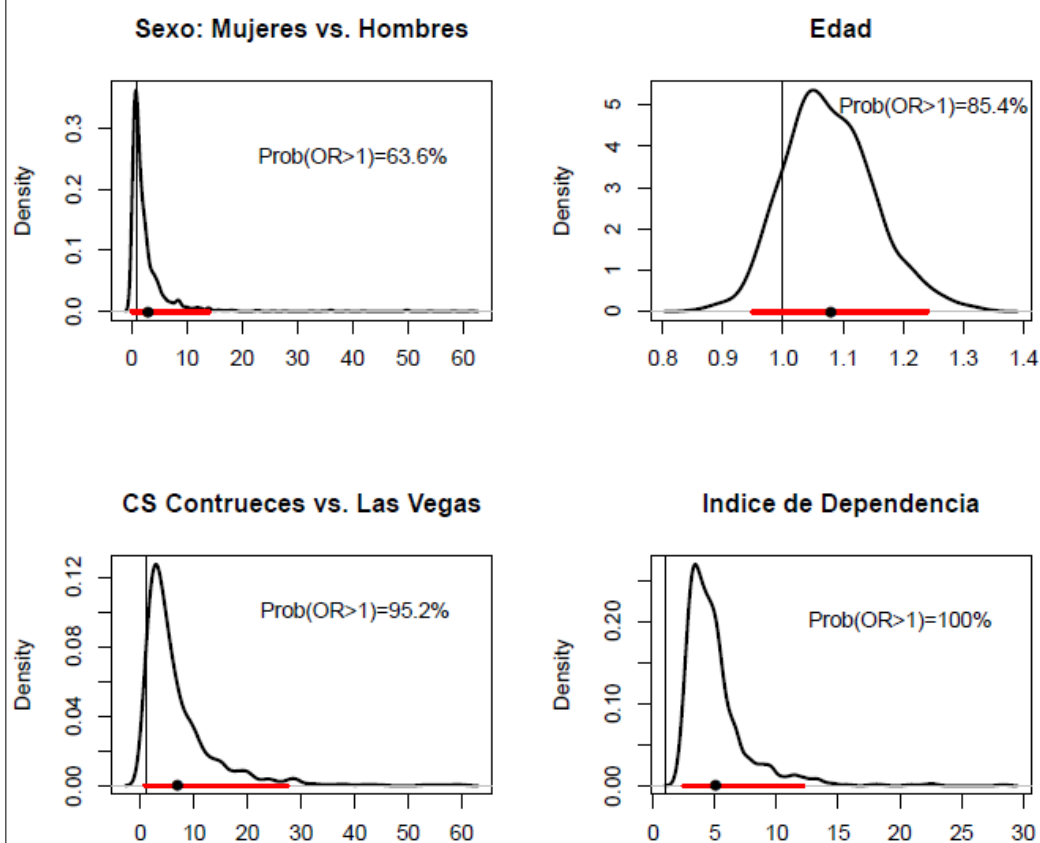 Sexo: Mujeres vs. Hombres
Density
0.0 0.1 0.2 0.3
Prob(OR>1)=63.6%
0 10 20 30 40 50 60
Edad
Density
0 1 2 3 4 5
Prob(OR>1)=85.4%
0.8 0.9 1.0 1.1 1.2 1.3 1.4
CS Contrueces vs. Las Vegas
Density
0.00 0.04 0.08 0.12
Prob(OR>1)=95.2%
0 10 20 30 40 50 60
Indice de Dependencia
Density
0.00 0.10 0.20
Prob(OR>1)=100%
0 5 10 15 20 25 30